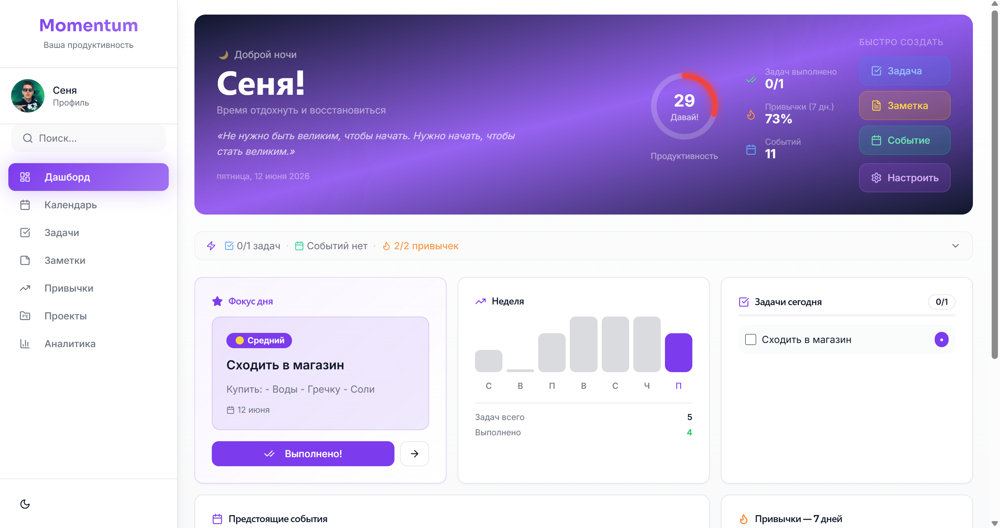 Momentum
Ваша продуктивность
Сеня
Профиль
Поиск...
Дашборд
Календарь
Задачи
Заметки
Привычки
Проекты
Аналитика
Доброй ночи
Сеня!
Время отдохнуть и восстановиться
«Не нужно быть великим, чтобы начать. Нужно начать, чтобы
стать великим.»
пятница, 12 июня 2026
29
Давай!
Продуктивность
Задач выполнено
0/1
Привычки (7 дн.)
73%
Событий
11
БЫСТРО СОЗДАТЬ
Задача
Заметка
Событие
Настроить
0/1 задач · Событий нет · 2/2 привычек
Фокус дня
Средний
Сходить в магазин
Купить: - Воды - Гречку - Соли
12 июня
Выполнено!
Неделя
С В П В С Ч П
Задач всего 5
Выполнено 4
Задачи сегодня 0/1
Сходить в магазин
Предстоящие события
Привычки — 7 дней